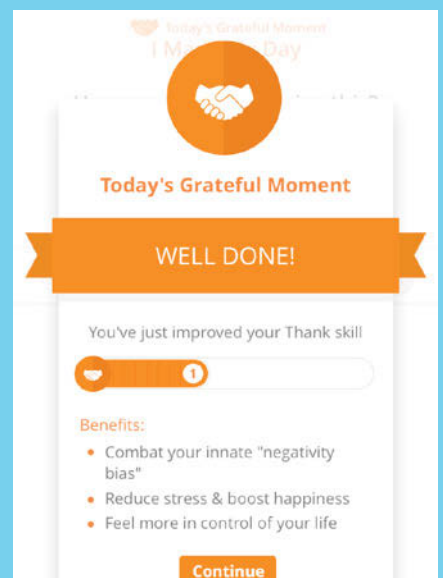 Today's Grateful Moment
Today's Grateful Moment
WELL DONE!
You've just improved your Thank skill
1
Benefits:
• Combat your innate "negativity
bias"
• Reduce stress & boost happiness
• Feel more in control of your life
Continue